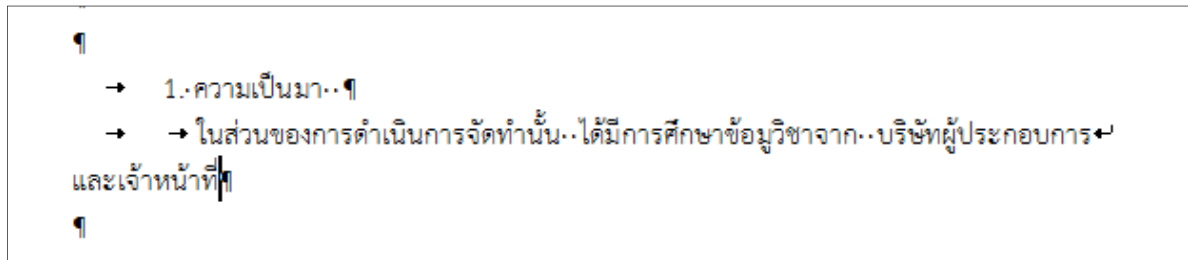 1. ความเป็นมา
ในส่วนของการดำเนินการจัดทำนั้น  ได้มีการศึกษาข้อมูวิชาจาก  บริษัทผู้ประกอบการ
และเจ้าหน้าที่